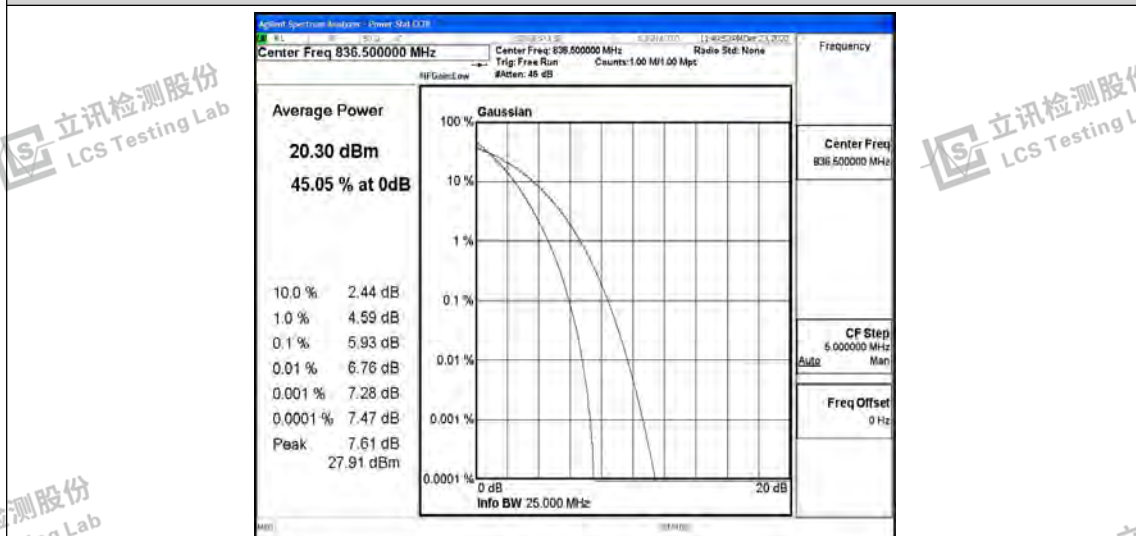 Agilent Spectrum Analyzer - Power Stat CCDF
Center Freq 836.500000 MHz
Center Freq: 836.500000 MHz
Radio Std: None
Trig: Free Run
Counts:1.00 M/1.00 Mpt
#IFGain:Low
#Atten: 46 dB
Frequency
Average Power
20.30 dBm
45.05 % at 0dB
10.0 % 2.44 dB
1.0 % 4.59 dB
0.1 % 5.93 dB
0.01 % 6.76 dB
0.001 % 7.28 dB
0.0001 % 7.47 dB
Peak 7.61 dB
27.91 dBm
Gaussian
100 %
10 %
1 %
0.1 %
0.01 %
0.001 %
0.0001 %
0 dB
20 dB
Info BW 25.000 MHz
Center Freq
836.500000 MHz
CF Step
5.000000 MHz
Auto Man
Freq Offset
0 Hz
立讯检测股份
LCS Testing Lab
立讯检测股份
LCS Testing L
测股份
Lab